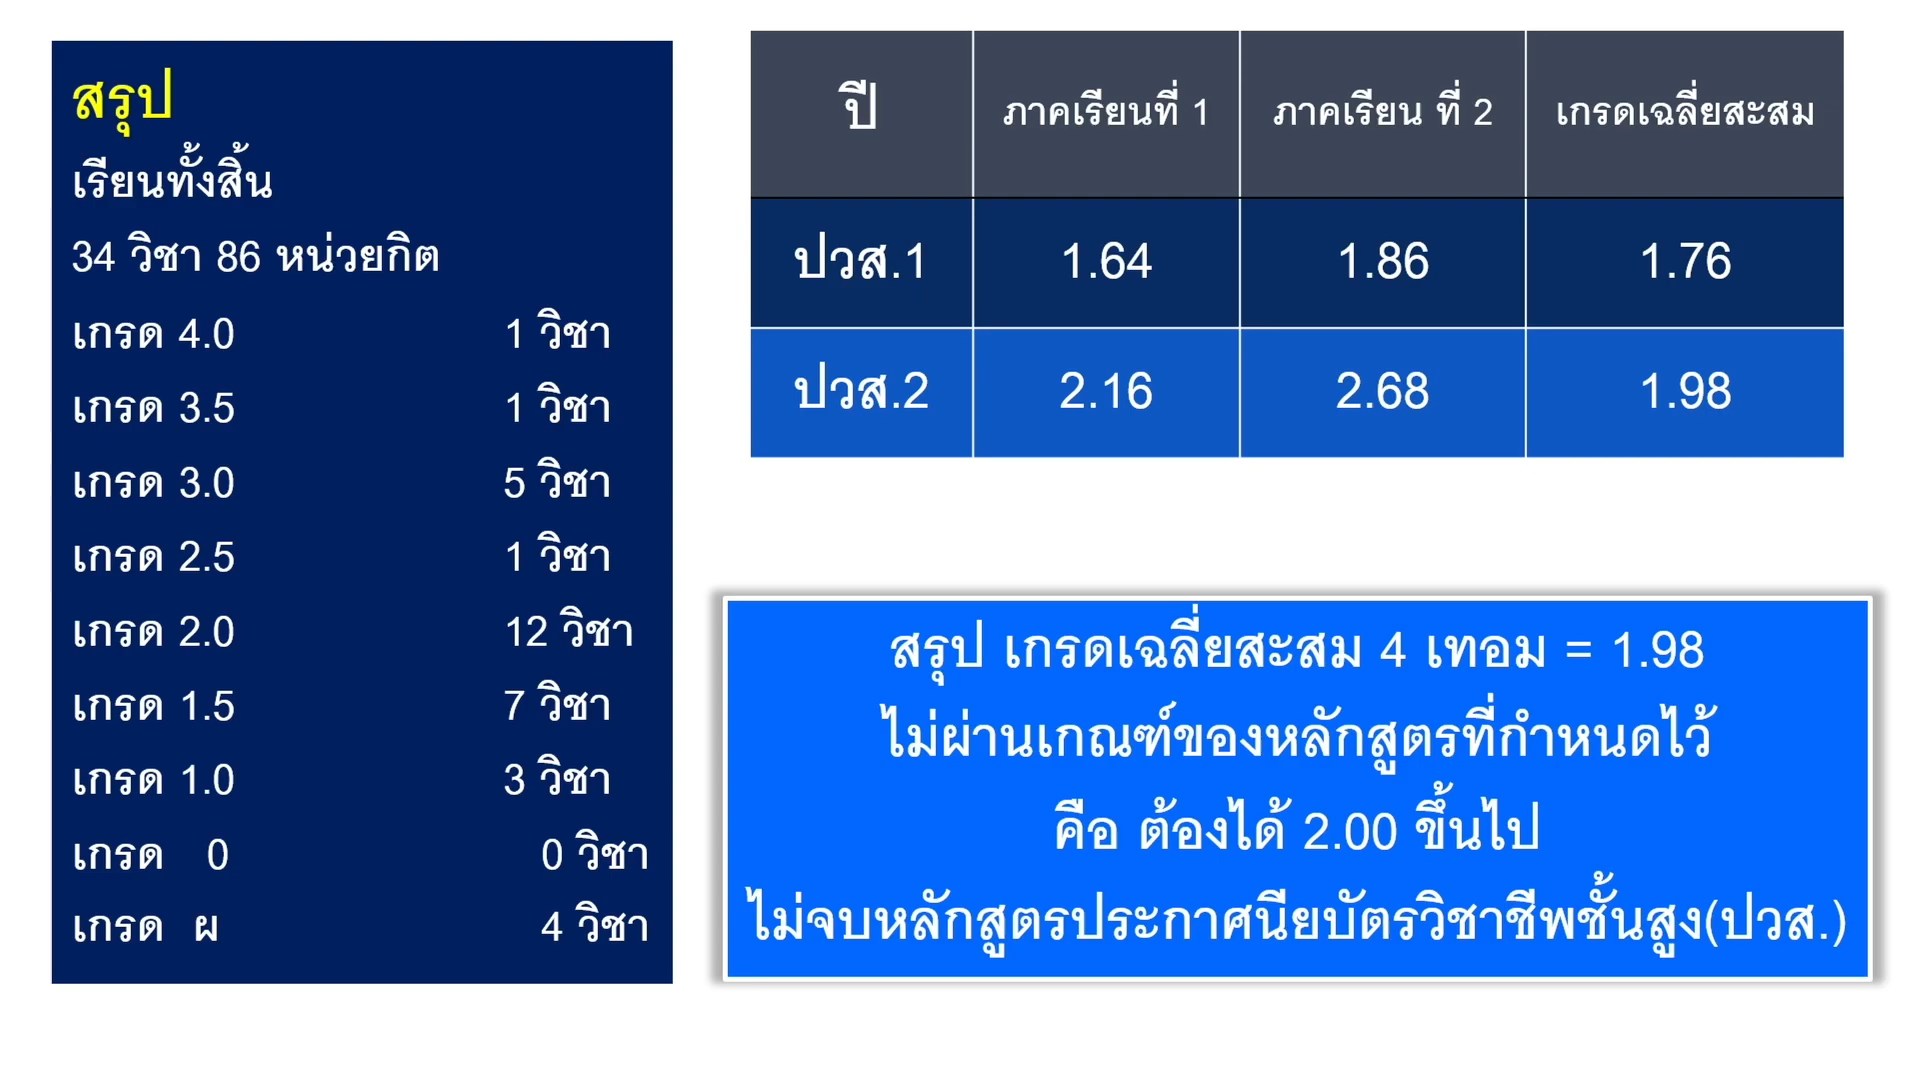 สรุป
เรียนทั้งสิ้น
34 วิชา 86 หน่วยกิต
เกรด 4.0 1 วิชา
เกรด 3.5 1 วิชา
เกรด 3.0 5 วิชา
เกรด 2.5 1 วิชา
เกรด 2.0 12 วิชา
เกรด 1.5 7 วิชา
เกรด 1.0 3 วิชา
เกรด 0 0 วิชา
เกรด ผ 4 วิชา
ปี ภาคเรียนที่ 1 ภาคเรียน ที่ 2 เกรดเฉลี่ยสะสม
ปวส.1 1.64 1.86 1.76
ปวส.2 2.16 2.68 1.98
สรุป เกรดเฉลี่ยสะสม 4 เทอม = 1.98
ไม่ผ่านเกณฑ์ของหลักสูตรที่กำหนดไว้
คือ ต้องได้ 2.00 ขึ้นไป
ไม่จบหลักสูตรประกาศนียบัตรวิชาชีพชั้นสูง(ปวส.)